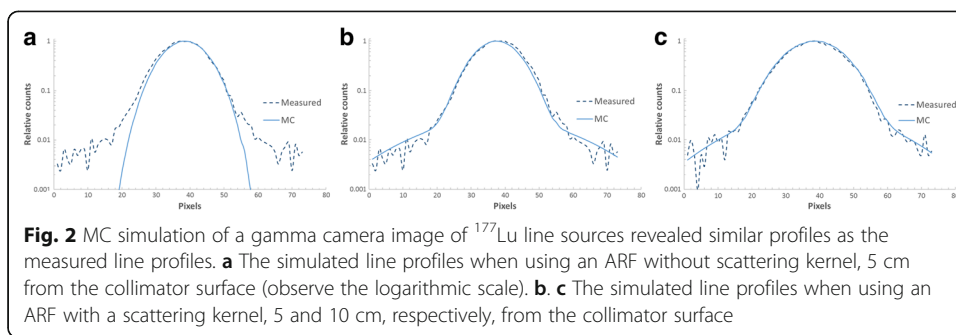 a
b
c
1
0.1
0.01
0.001
Relative counts
0 10 20 30 40 50 60 70 80
Pixels
Measured
MC
1
0.1
0.01
0.001
Relative counts
0 10 20 30 40 50 60 70 80
Pixels
Measured
MC
1
0.1
0.01
0.001
Relative counts
0 10 20 30 40 50 60 70 80
Pixels
Measured
MC
Fig. 2 MC simulation of a gamma camera image of ¹⁷⁷Lu line sources revealed similar profiles as the
measured line profiles. a The simulated line profiles when using an ARF without scattering kernel, 5 cm
from the collimator surface (observe the logarithmic scale). b. c The simulated line profiles when using an
ARF with a scattering kernel, 5 and 10 cm, respectively, from the collimator surface